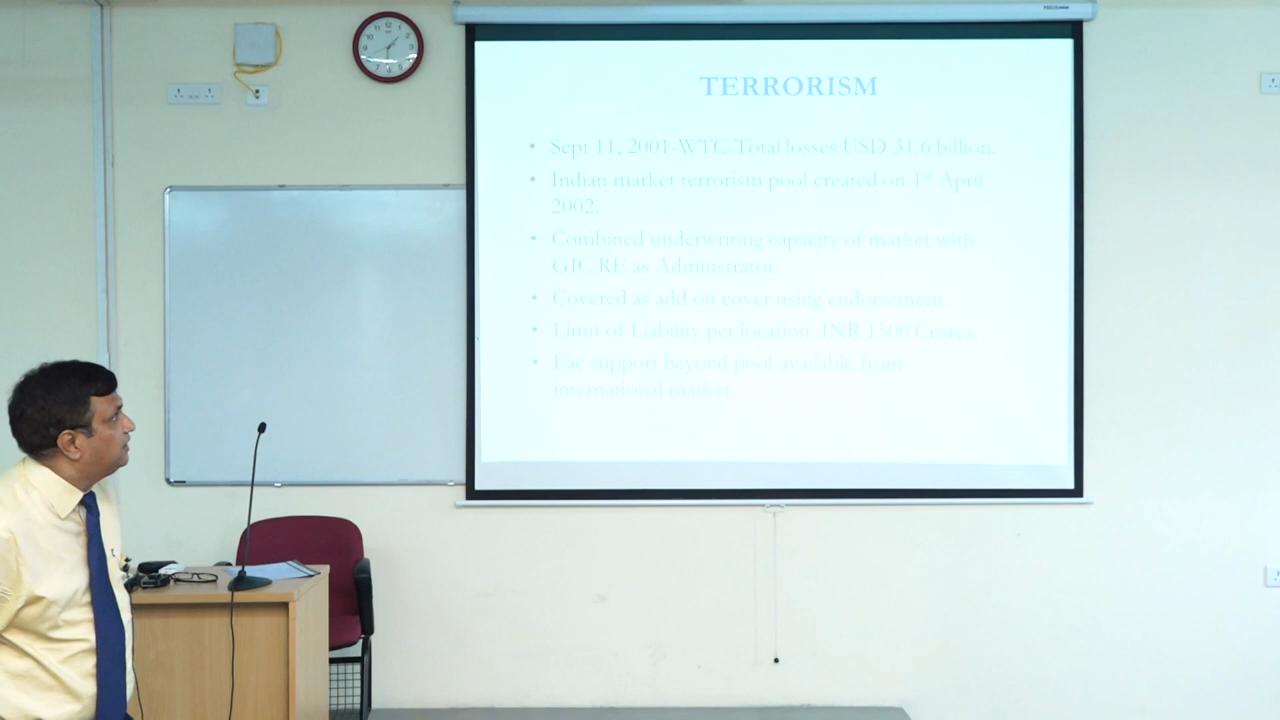 TERRORISM
• Sept 11, 2001-WTC-Total losses USD 31.6 billion.
• Indian market terrorism pool created on 1st April
2002.
• Combined underwriting capacity of market with
GIC RE as Adminstrator.
• Covered as add on cover using endorsement.
• Limit of Liability per location :INR 1500 Crores.
• Fac support beyond pool available from
international market.